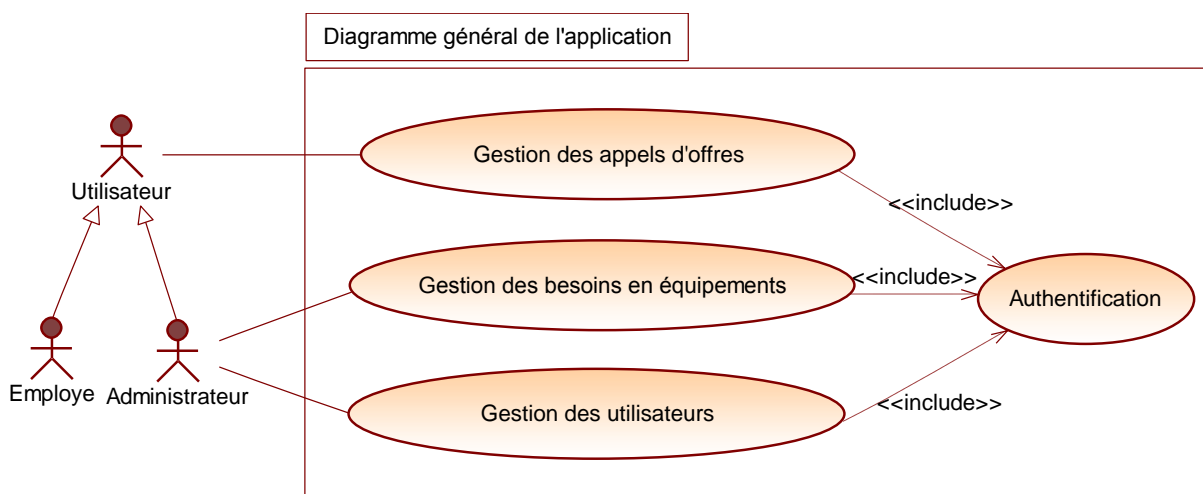 Diagramme général de l'application
Gestion des appels d'offres
Utilisateur
<<include>>
Gestion des besoins en équipements
<<include>>
Authentification
Employe
Administrateur
Gestion des utilisateurs
<<include>>